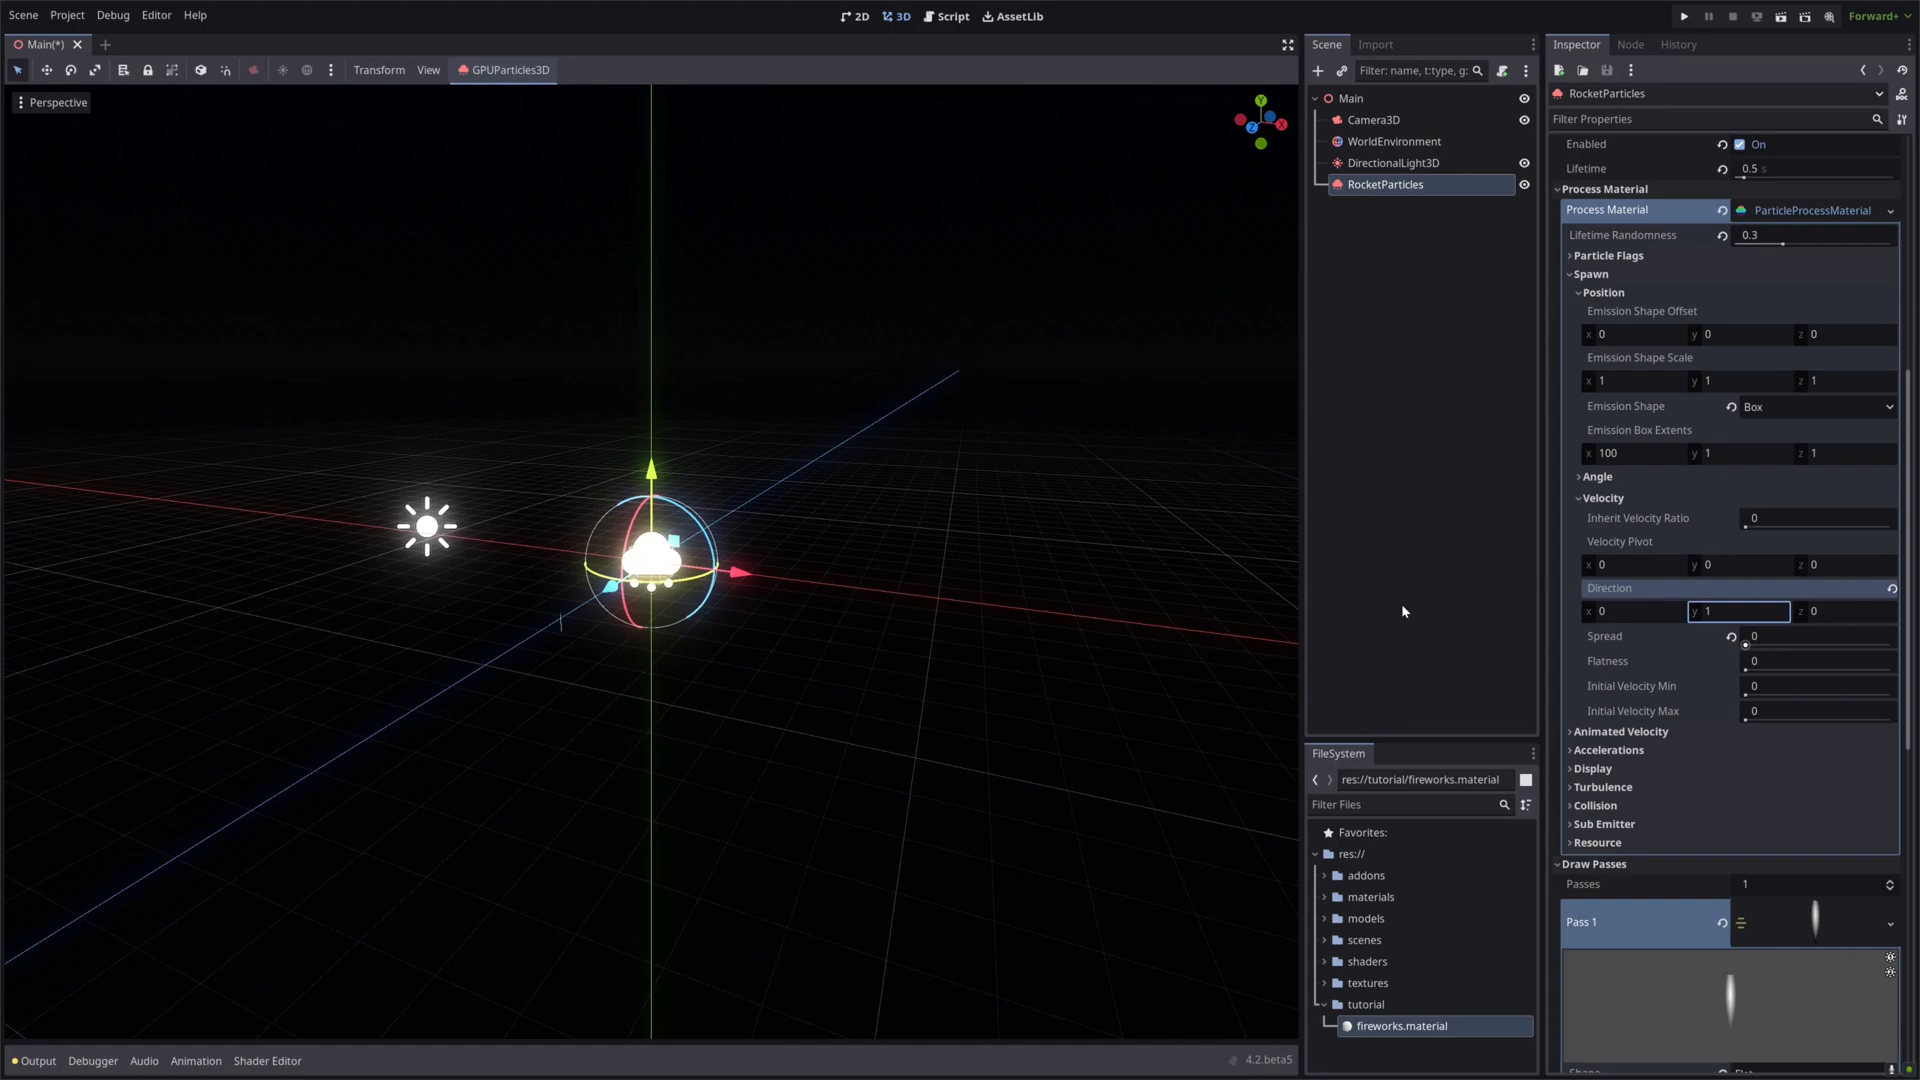 Scene Project Debug Editor Help
2D 3D Script AssetLib
Forward+
Main(*)
Transform View GPUParticles3D
Perspective
Y
X
Z
Output Debugger Audio Animation Shader Editor
4.2.beta5
Scene Import
Filter: name, t:type, g:
Main
Camera3D
WorldEnvironment
DirectionalLight3D
RocketParticles
FileSystem
res://tutorial/fireworks.material
Filter Files
Favorites:
res://
addons
materials
models
scenes
shaders
textures
tutorial
fireworks.material
Inspector Node History
RocketParticles
Filter Properties
Enabled On
Lifetime 0.5 s
Process Material
Process Material ParticleProcessMaterial
Lifetime Randomness 0.3
Particle Flags
Spawn
Position
Emission Shape Offset
x 0 y 0 z 0
Emission Shape Scale
x 1 y 1 z 1
Emission Shape Box
Emission Box Extents
x 100 y 1 z 1
Angle
Velocity
Inherit Velocity Ratio 0
Velocity Pivot
x 0 y 0 z 0
Direction
x 0 y 1 z 0
Spread 0
Flatness 0
Initial Velocity Min 0
Initial Velocity Max 0
Animated Velocity
Accelerations
Display
Turbulence
Collision
Sub Emitter
Resource
Draw Passes
Passes 1
Pass 1